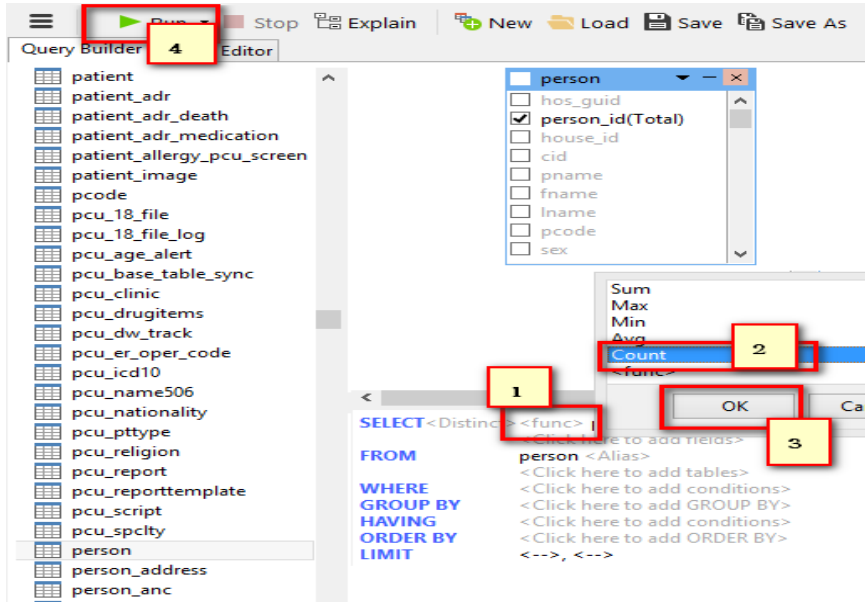 Run Stop Explain New Load Save Save As
Query Builder Editor
4
patient
patient_adr
patient_adr_death
patient_adr_medication
patient_allergy_pcu_screen
patient_image
pcode
pcu_18_file
pcu_18_file_log
pcu_age_alert
pcu_base_table_sync
pcu_clinic
pcu_drugitems
pcu_dw_track
pcu_er_oper_code
pcu_icd10
pcu_name506
pcu_nationality
pcu_pttype
pcu_religion
pcu_report
pcu_reporttemplate
pcu_script
pcu_spclty
person
person_address
person_anc
person
hos_guid
person_id(Total)
house_id
cid
pname
fname
lname
pcode
sex
Sum
Max
Min
Avg
Count
<func>
2
OK Ca
3
1
SELECT <Distinct> <func> p
<Click here to add fields>
FROM person <Alias>
<Click here to add tables>
WHERE <Click here to add conditions>
GROUP BY <Click here to add GROUP BY>
HAVING <Click here to add conditions>
ORDER BY <Click here to add ORDER BY>
LIMIT <-->, <-->